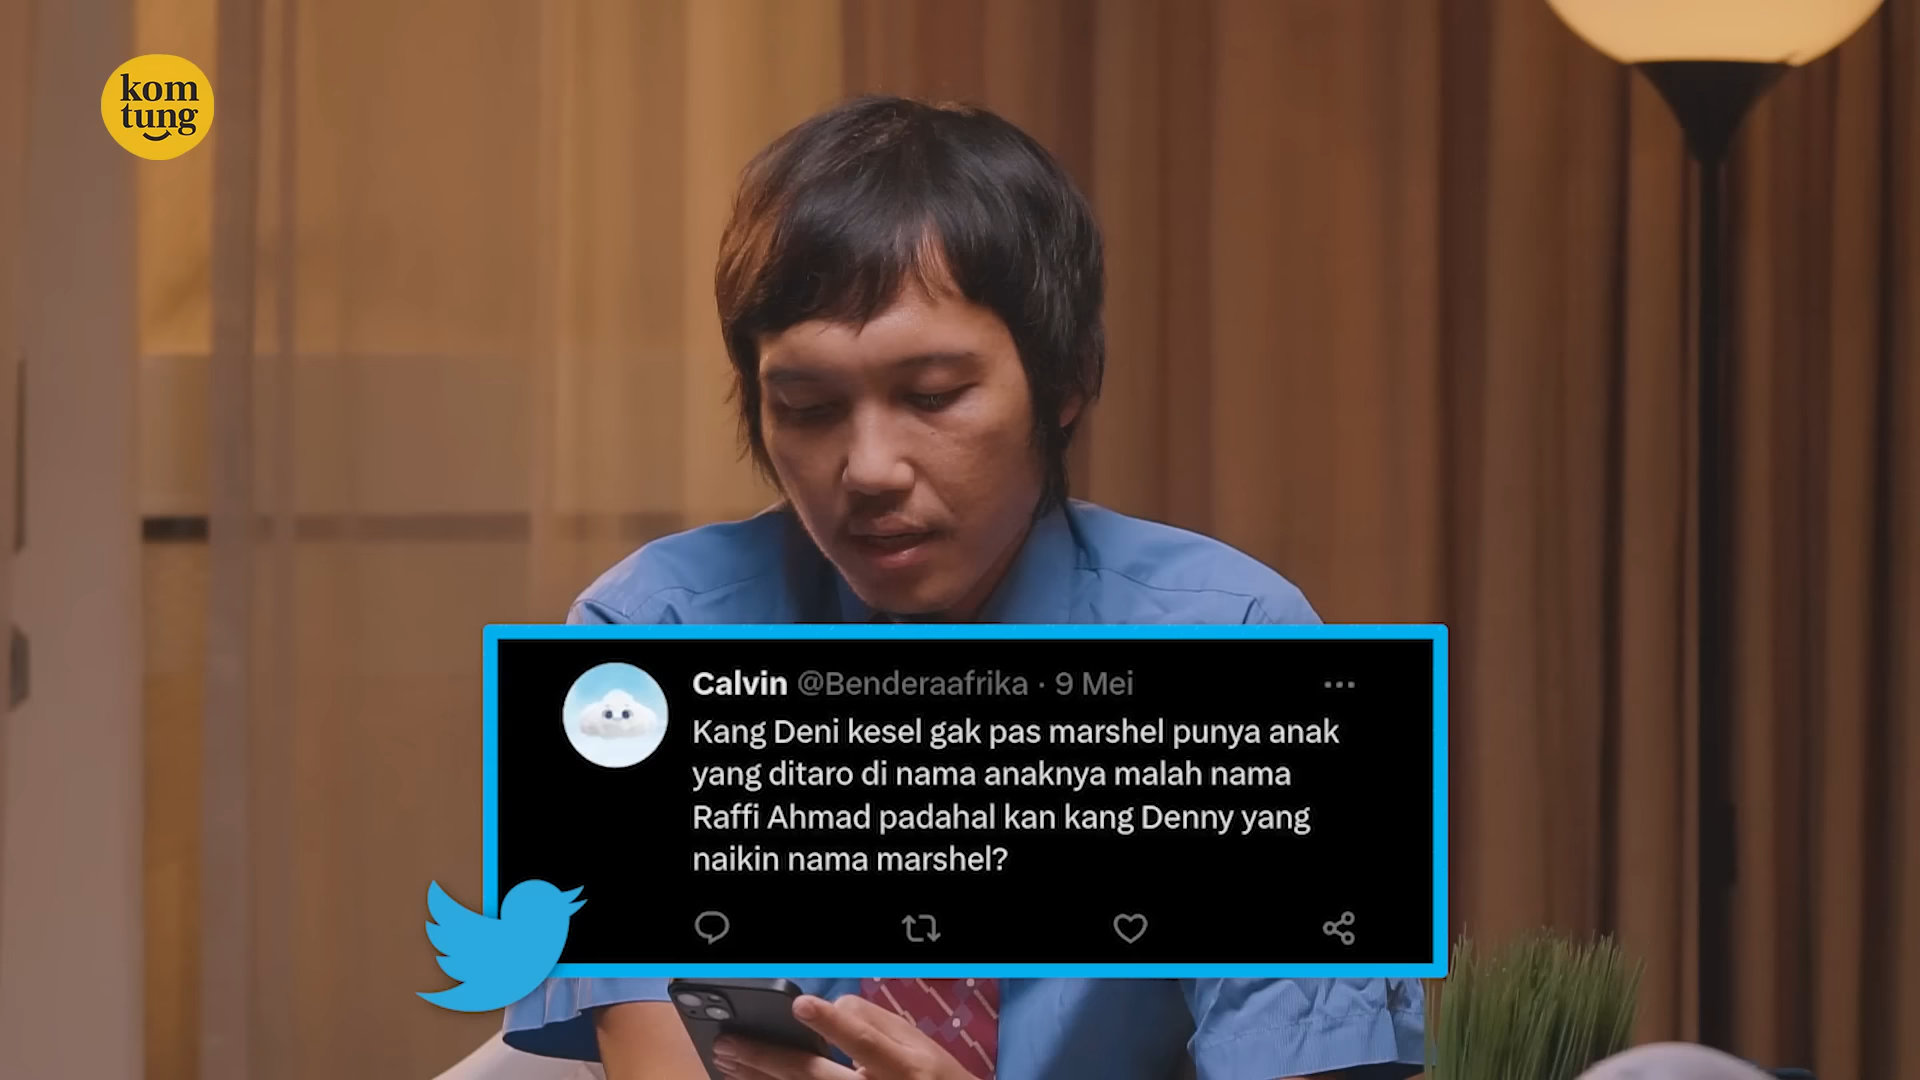 kom
tung
Calvin @Benderaafrika · 9 Mei
Kang Deni kesel gak pas marshel punya anak
yang ditaro di nama anaknya malah nama
Raffi Ahmad padahal kan kang Denny yang
naikin nama marshel?